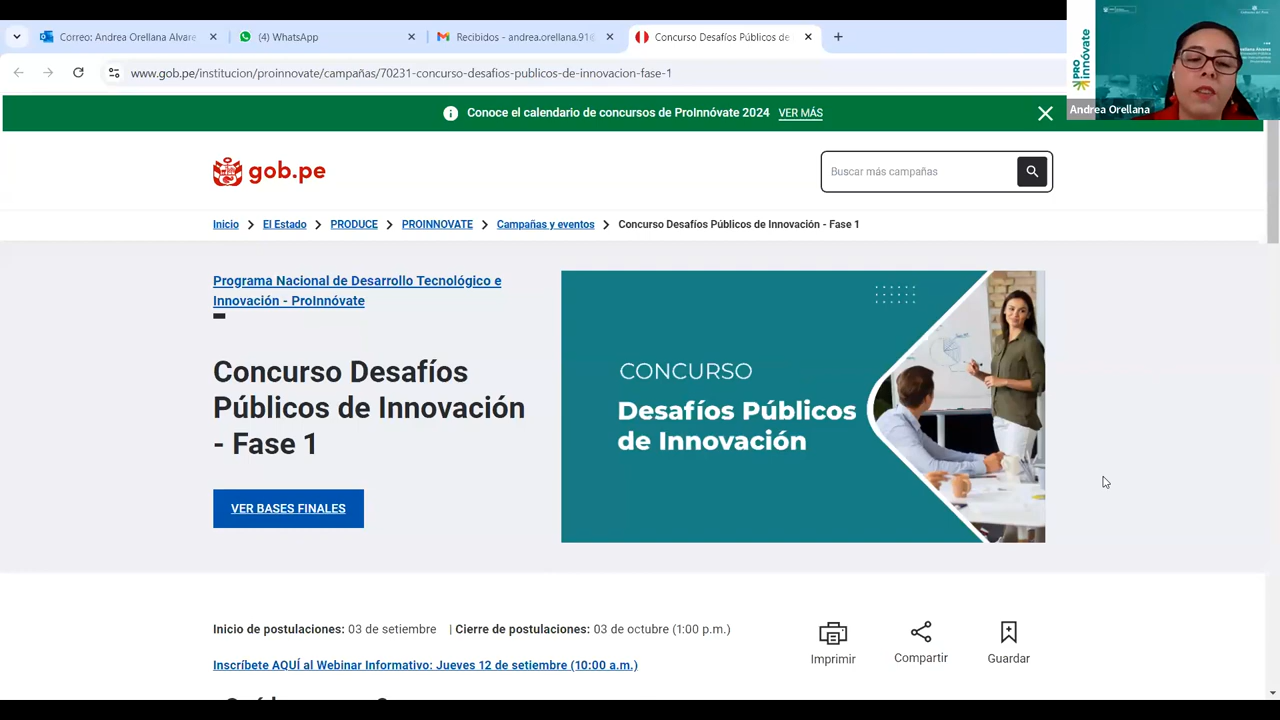 Correo: Andrea Orellana Alvare
(4) WhatsApp
Recibidos - andrea.orellana.91@
Concurso Desafíos Públicos de
www.gob.pe/institucion/proinnovate/campañas/70231-concurso-desafios-publicos-de-innovacion-fase-1
PRO innóvate
Andrea Orellana
Conoce el calendario de concursos de ProInnóvate 2024 VER MÁS
gob.pe
Buscar más campañas
Inicio El Estado PRODUCE PROINNOVATE Campañas y eventos Concurso Desafíos Públicos de Innovación - Fase 1
Programa Nacional de Desarrollo Tecnológico e
Innovación - ProInnóvate
Concurso Desafíos
Públicos de Innovación
- Fase 1
VER BASES FINALES
CONCURSO
Desafíos Públicos
de Innovación
Inicio de postulaciones: 03 de setiembre | Cierre de postulaciones: 03 de octubre (1:00 p.m.)
Inscríbete AQUÍ al Webinar Informativo: Jueves 12 de setiembre (10:00 a.m.)
Imprimir
Compartir
Guardar